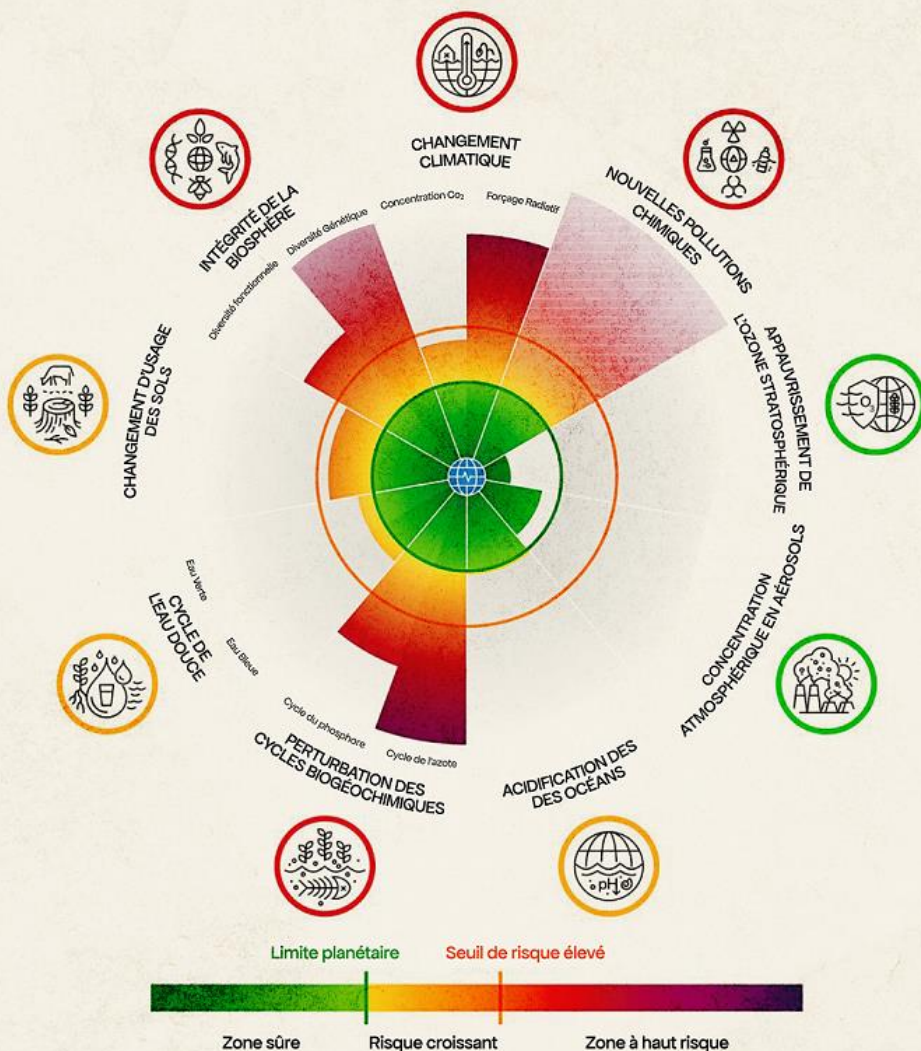 CHANGEMENT
CLIMATIQUE
Concentration Co₂
Forçage Radiatif
NOUVELLES POLLUTIONS
CHIMIQUES
APPAUVRISSEMENT DE
L'OZONE STRATOSPHÉRIQUE
CONCENTRATION
ATMOSPHÉRIQUE EN AÉROSOLS
ACIDIFICATION DES
DES OCÉANS
pH
Cycle du phosphore
Cycle de l'azote
PERTURBATION DES
CYCLES BIOGÉOCHIMIQUES
Eau Verte
Eau Bleue
CYCLE DE
L'EAU DOUCE
CHANGEMENT D'USAGE
DES SOLS
INTÉGRITÉ DE LA
BIOSPHÈRE
Diversité fonctionnelle
Diversité Génétique
Limite planétaire
Seuil de risque élevé
Zone sûre
Risque croissant
Zone à haut risque